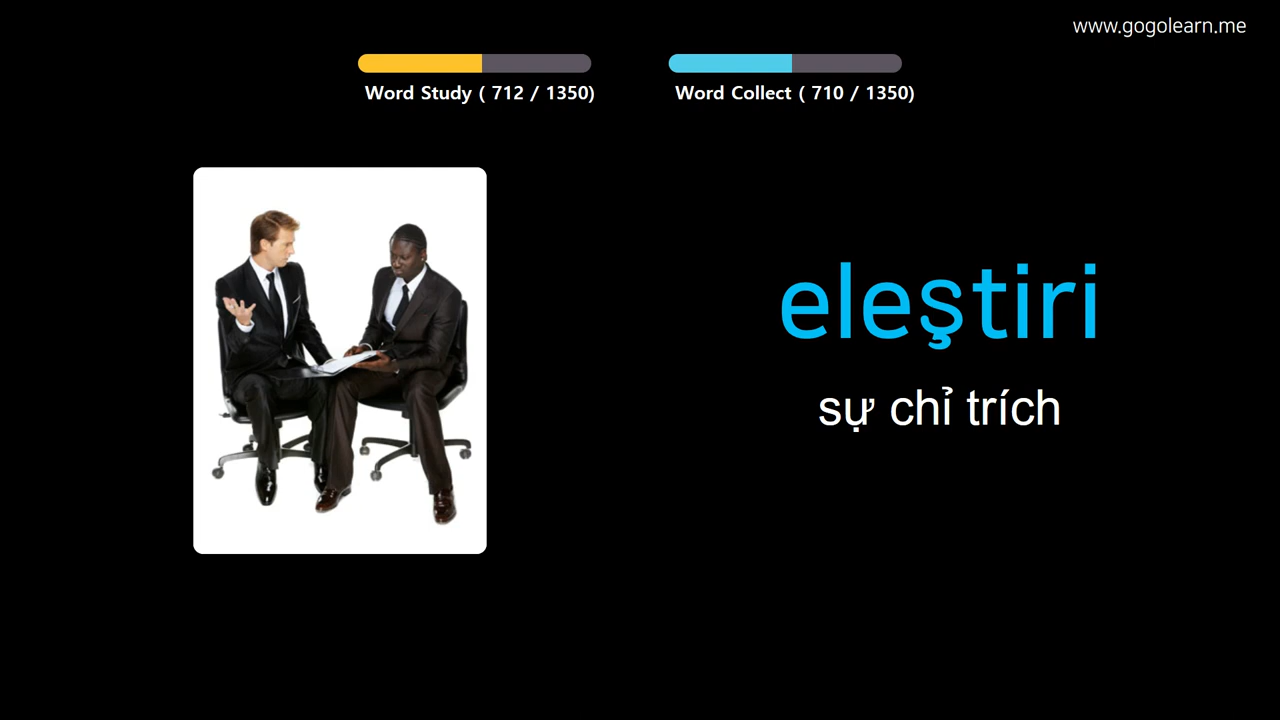 www.gogolearn.me
Word Study ( 712 / 1350)
Word Collect ( 710 / 1350)
eleştiri
sự chỉ trích